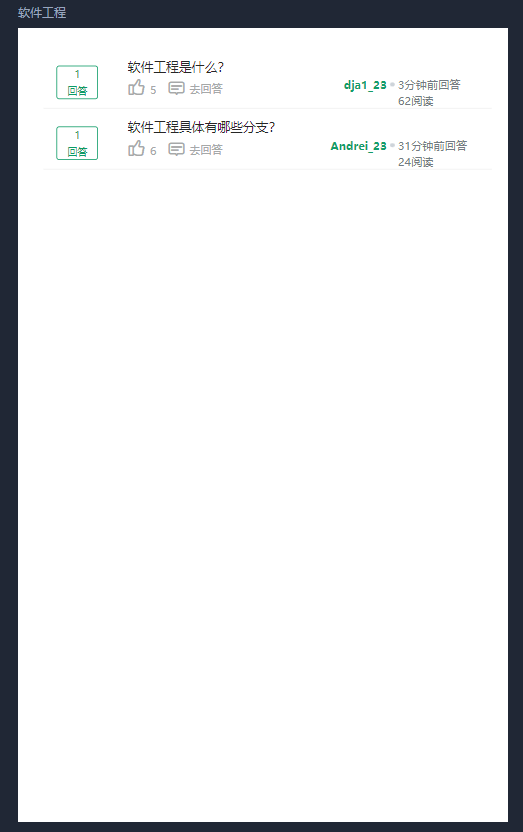 软件工程
1
回答
软件工程是什么?
5 去回答
dja1_23 3分钟前回答
62阅读
1
回答
软件工程具体有哪些分支?
6 去回答
Andrei_23 31分钟前回答
24阅读